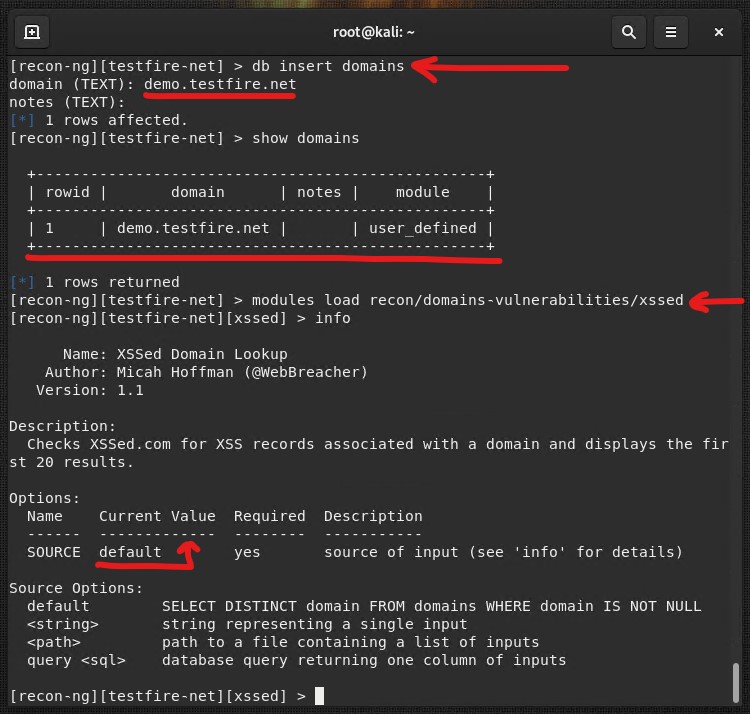 root@kali: ~
[recon-ng][testfire-net] > db insert domains
domain (TEXT): demo.testfire.net
notes (TEXT):
[*] 1 rows affected.
[recon-ng][testfire-net] > show domains
+--------------------------------------------------+
| rowid |       domain      | notes |    module    |
+--------------------------------------------------+
| 1     | demo.testfire.net |       | user_defined |
+--------------------------------------------------+
[*] 1 rows returned
[recon-ng][testfire-net] > modules load recon/domains-vulnerabilities/xssed
[recon-ng][testfire-net][xssed] > info
Name: XSSed Domain Lookup
Author: Micah Hoffman (@WebBreacher)
Version: 1.1
Description:
Checks XSSed.com for XSS records associated with a domain and displays the fir
st 20 results.
Options:
Name    Current Value  Required  Description
------  -------------  --------  -----------
SOURCE  default        yes       source of input (see 'info' for details)
Source Options:
default        SELECT DISTINCT domain FROM domains WHERE domain IS NOT NULL
<string>       string representing a single input
<path>         path to a file containing a list of inputs
query <sql>    database query returning one column of inputs
[recon-ng][testfire-net][xssed] >